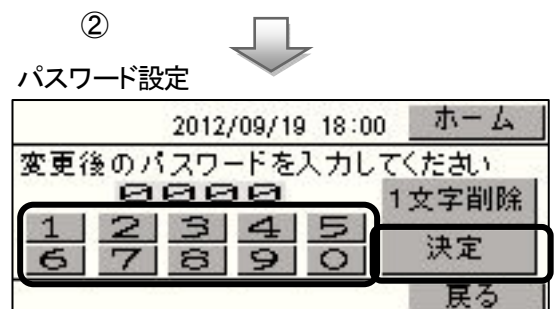 ②
パスワード設定
2012/09/19 18:00 ホーム
変更後のパスワードを入力してください
0000 1文字削除
1 2 3 4 5
6 7 8 9 0 決定
戻る